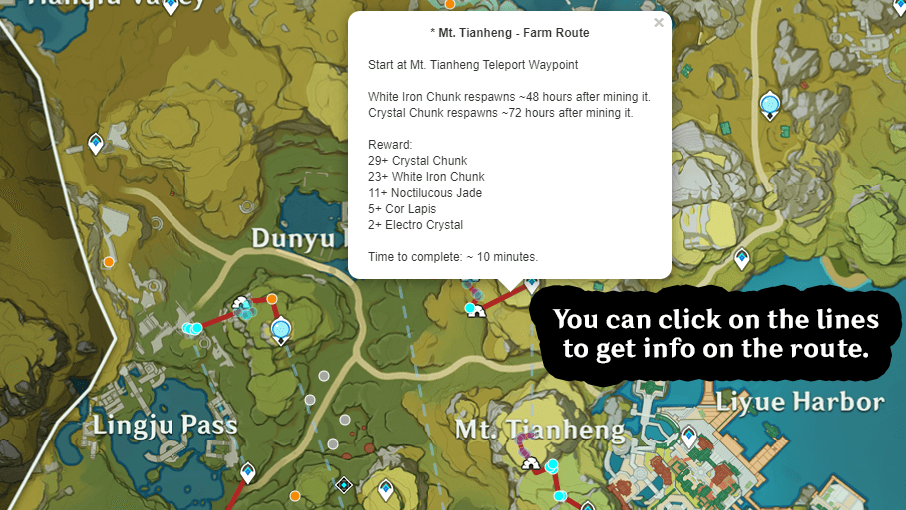 Tianqiu Valley
×
* Mt. Tianheng - Farm Route
Start at Mt. Tianheng Teleport Waypoint
White Iron Chunk respawns ~48 hours after mining it.
Crystal Chunk respawns ~72 hours after mining it.
Reward:
29+ Crystal Chunk
23+ White Iron Chunk
11+ Noctilucous Jade
5+ Cor Lapis
2+ Electro Crystal
Time to complete: ~ 10 minutes.
Dunyu
You can click on the lines
to get info on the route.
Liyue Harbor
Lingju Pass
Mt. Tianheng